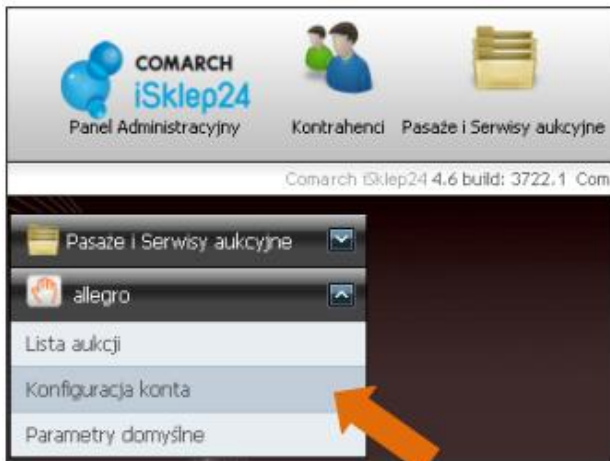 COMARCH
iSklep24
Panel Administracyjny
Kontrahenci
Pasaże i Serwisy aukcyjne
Comarch iSklep24 4.6 build: 3722.1 Com
Pasaże i Serwisy aukcyjne
allegro
Lista aukcji
Konfiguracja konta
Parametry domyślne